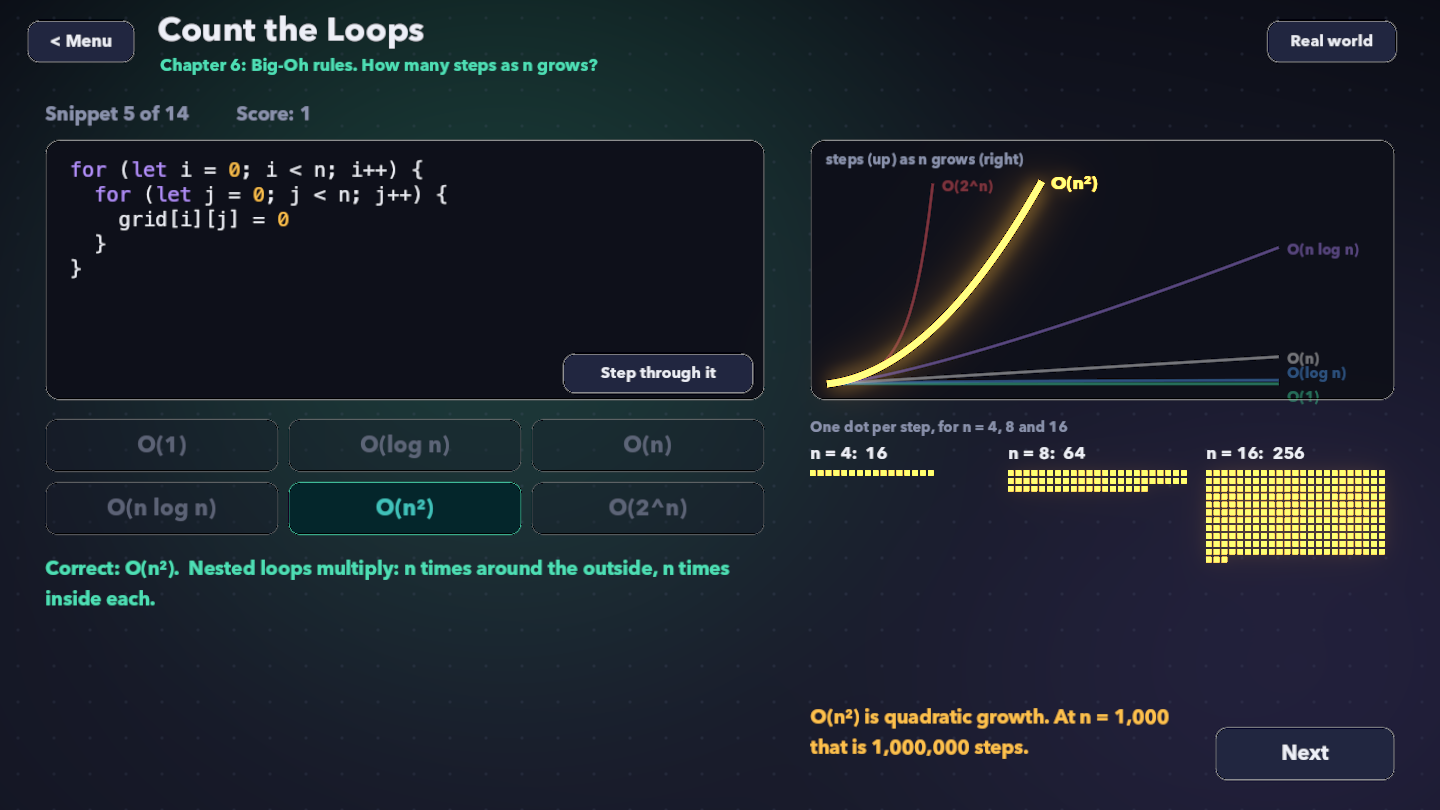 < Menu
Count the Loops
Real world
Chapter 6: Big-Oh rules. How many steps as n grows?
Snippet 5 of 14
Score: 1
for (let i = 0; i < n; i++) {
  for (let j = 0; j < n; j++) {
    grid[i][j] = 0
  }
}
Step through it
steps (up) as n grows (right)
O(2^n)
O(n²)
O(n log n)
O(n)
O(log n)
O(1)
O(1)
O(log n)
O(n)
O(n log n)
O(n²)
O(2^n)
Correct: O(n²). Nested loops multiply: n times around the outside, n times
inside each.
One dot per step, for n = 4, 8 and 16
n = 4: 16
n = 8: 64
n = 16: 256
O(n²) is quadratic growth. At n = 1,000
that is 1,000,000 steps.
Next